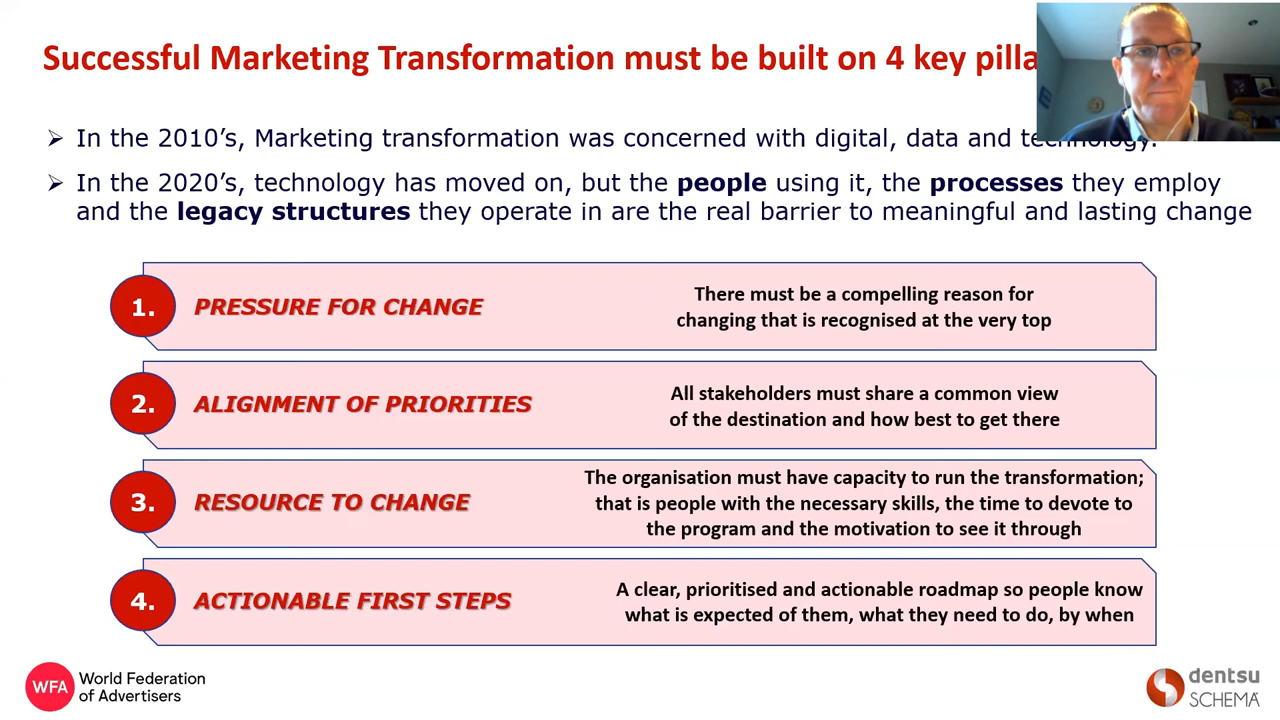 Successful Marketing Transformation must be built on 4 key
In the 2010's, Marketing transformation was concerned with digital, data and technology.
In the 2020's, technology has moved on, but the people using it, the processes they employ
and the legacy structures they operate in are the real barrier to meaningful and lasting change
1.
PRESSURE FOR CHANGE
There must be a compelling reason for
changing that is recognised at the very top
2.
ALIGNMENT OF PRIORITIES
All stakeholders must share a common view
of the destination and how best to get there
3.
RESOURCE TO CHANGE
The organisation must have capacity to run the transformation;
that is people with the necessary skills, the time to devote to
the program and the motivation to see it through
4.
ACTIONABLE FIRST STEPS
A clear, prioritised and actionable roadmap so people know
what is expected of them, what they need to do, by when
WFA
World Federation
of Advertisers
dentsu
SCHEMA